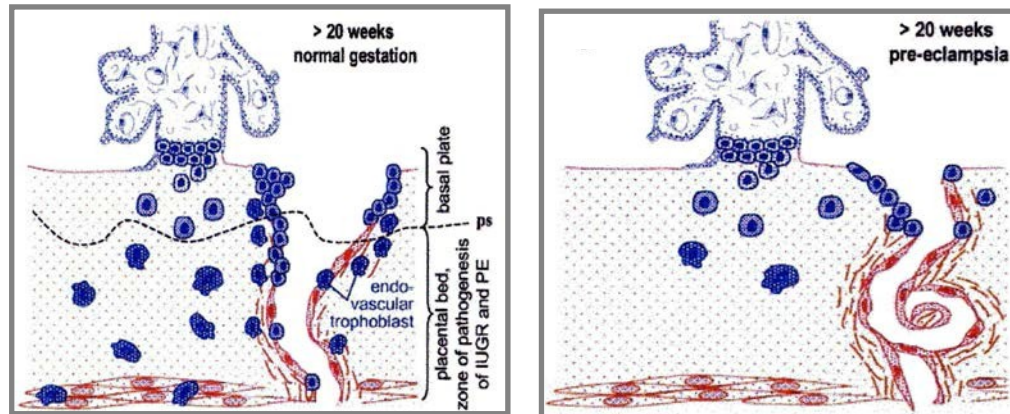 > 20 weeks
normal gestation
basal plate
ps
endo-
vascular
trophoblast
placental bed,
zone of pathogenesis
of IUGR and PE
> 20 weeks
pre-eclampsia